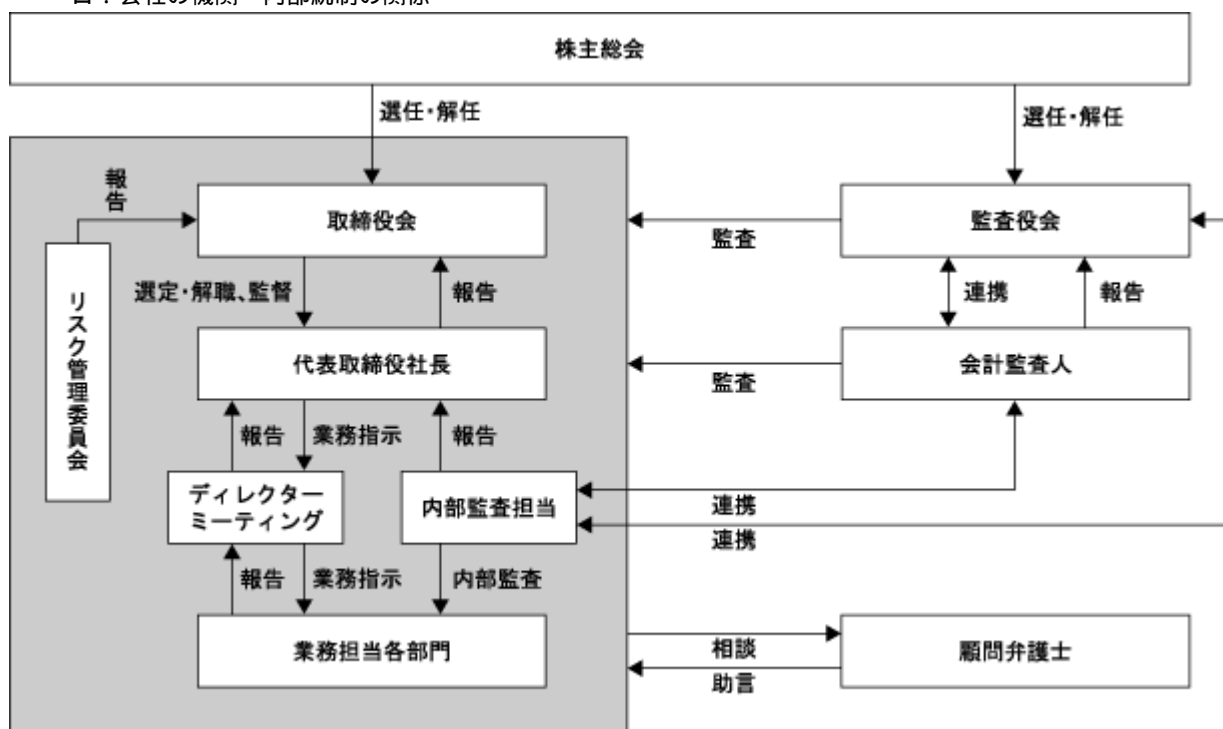 株主総会
選任・解任
選任・解任
報告
取締役会
監査役会
監査
選定・解職、監督
報告
連携
報告
リスク管理委員会
代表取締役社長
会計監査人
監査
報告
業務指示
報告
ディレクター
ミーティング
内部監査担当
連携
連携
報告
業務指示
内部監査
業務担当各部門
相談
助言
顧問弁護士